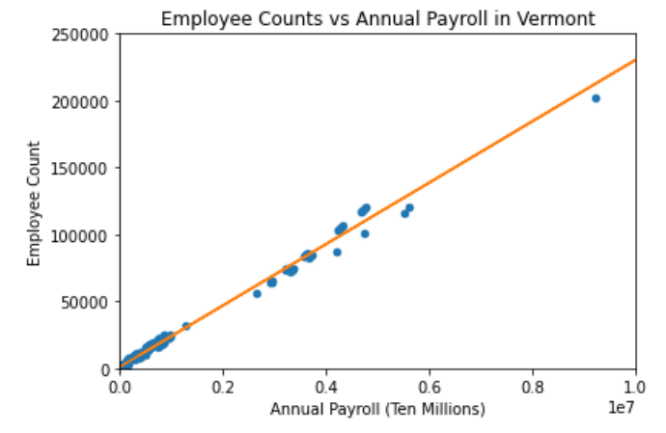 Employee Counts vs Annual Payroll in Vermont
250000
200000
150000
100000
50000
0
Employee Count
0.0 0.2 0.4 0.6 0.8 1.0
1e7
Annual Payroll (Ten Millions)